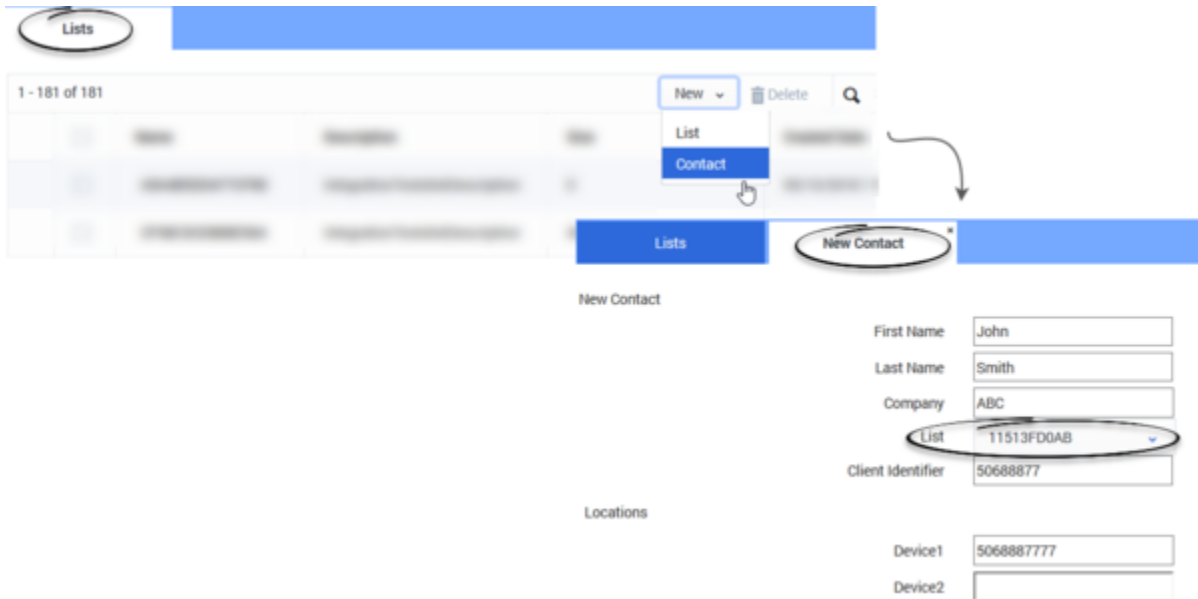 Lists
1 - 181 of 181
New
Delete
List
Contact
Lists
New Contact
×
New Contact
First Name
John
Last Name
Smith
Company
ABC
List
11513FD0AB
Client Identifier
50688877
Locations
Device1
5068887777
Device2